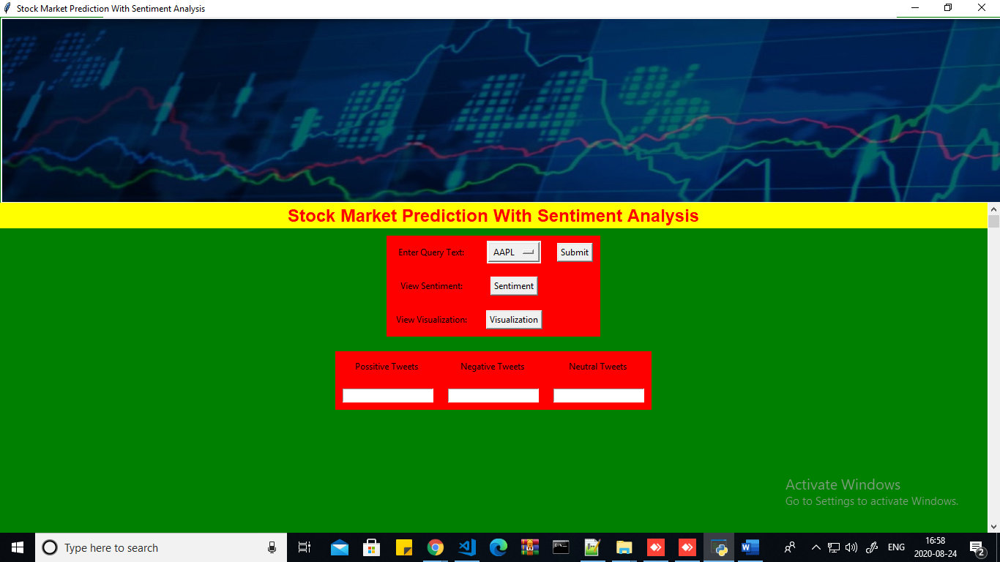 Stock Market Prediction With Sentiment Analysis
Stock Market Prediction With Sentiment Analysis
Enter Query Text: AAPL Submit
View Sentiment: Sentiment
View Visualization: Visualization
Possitive Tweets Negative Tweets Neutral Tweets
Activate Windows
Go to Settings to activate Windows.
Type here to search
ENG
16:58
2020-08-24
2